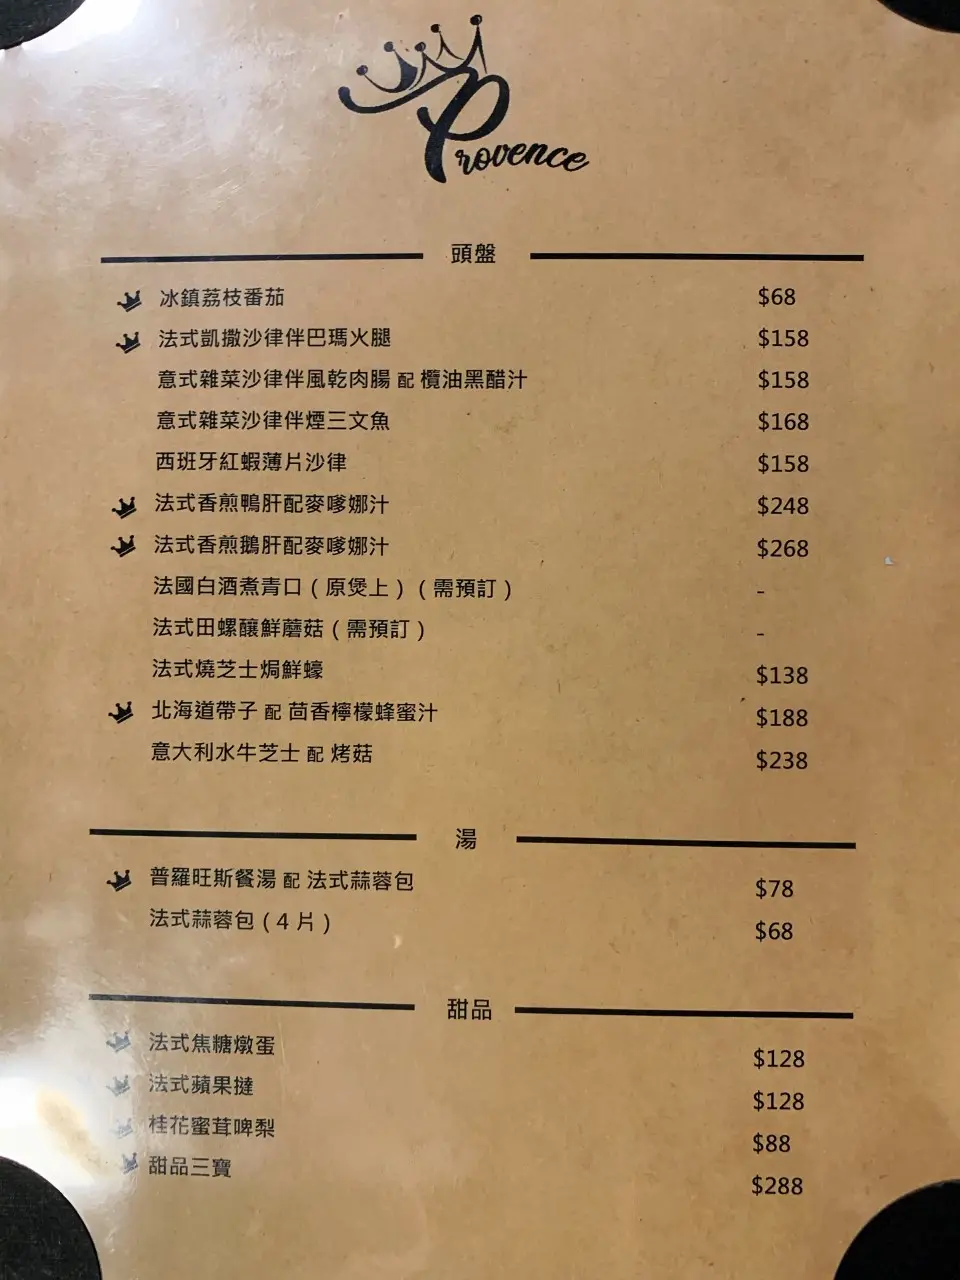 Provence
頭盤
冰鎮荔枝番茄 $68
法式凱撒沙律伴巴瑪火腿 $158
意式雜菜沙律伴風乾肉腸 配 欖油黑醋汁 $158
意式雜菜沙律伴煙三文魚 $168
西班牙紅蝦薄片沙律 $158
法式香煎鴨肝配麥嗲娜汁 $248
法式香煎鵝肝配麥嗲娜汁 $268
法國白酒煮青口 ( 原煲上 ) ( 需預訂 ) -
法式田螺釀鮮蘑菇 ( 需預訂 ) -
法式燒芝士焗鮮蠔 $138
北海道帶子 配 茴香檸檬蜂蜜汁 $188
意大利水牛芝士 配 烤菇 $238
湯
普羅旺斯餐湯 配 法式蒜蓉包 $78
法式蒜蓉包 ( 4 片 ) $68
甜品
法式焦糖燉蛋 $128
法式蘋果撻 $128
桂花蜜茸啤梨 $88
甜品三寶 $288